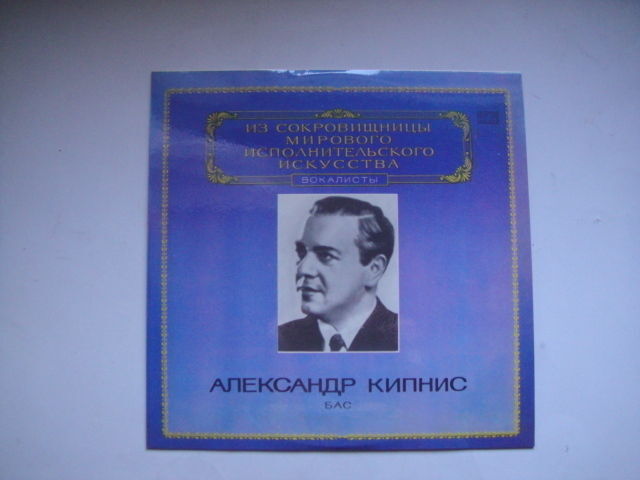 ИЗ СОКРОВИЩНИЦЫ
МИРОВОГО
ИСПОЛНИТЕЛЬСКОГО
ИСКУССТВА
ВОКАЛИСТЫ
АЛЕКСАНДР КИПНИС
БАС